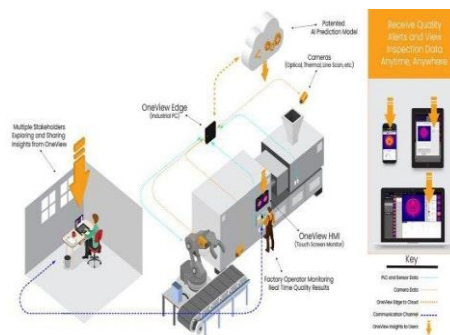 Patented
AI Prediction Model
Cameras
(Optical, Thermal, Line Scan, etc.)
OneView Edge
(Industrial PC)
Multiple Stakeholders
Exploring and Sharing
Insights from OneView
OneView HMI
(Touch Screen Monitor)
Factory Operator Monitoring
Real Time Quality Results
Receive Quality
Alerts and View
Inspection Data
Anytime, Anywhere
Key
PLC and Sensor Data
Camera Data
OneView Edge to Cloud
Communication Channel
OneView Insights to Users